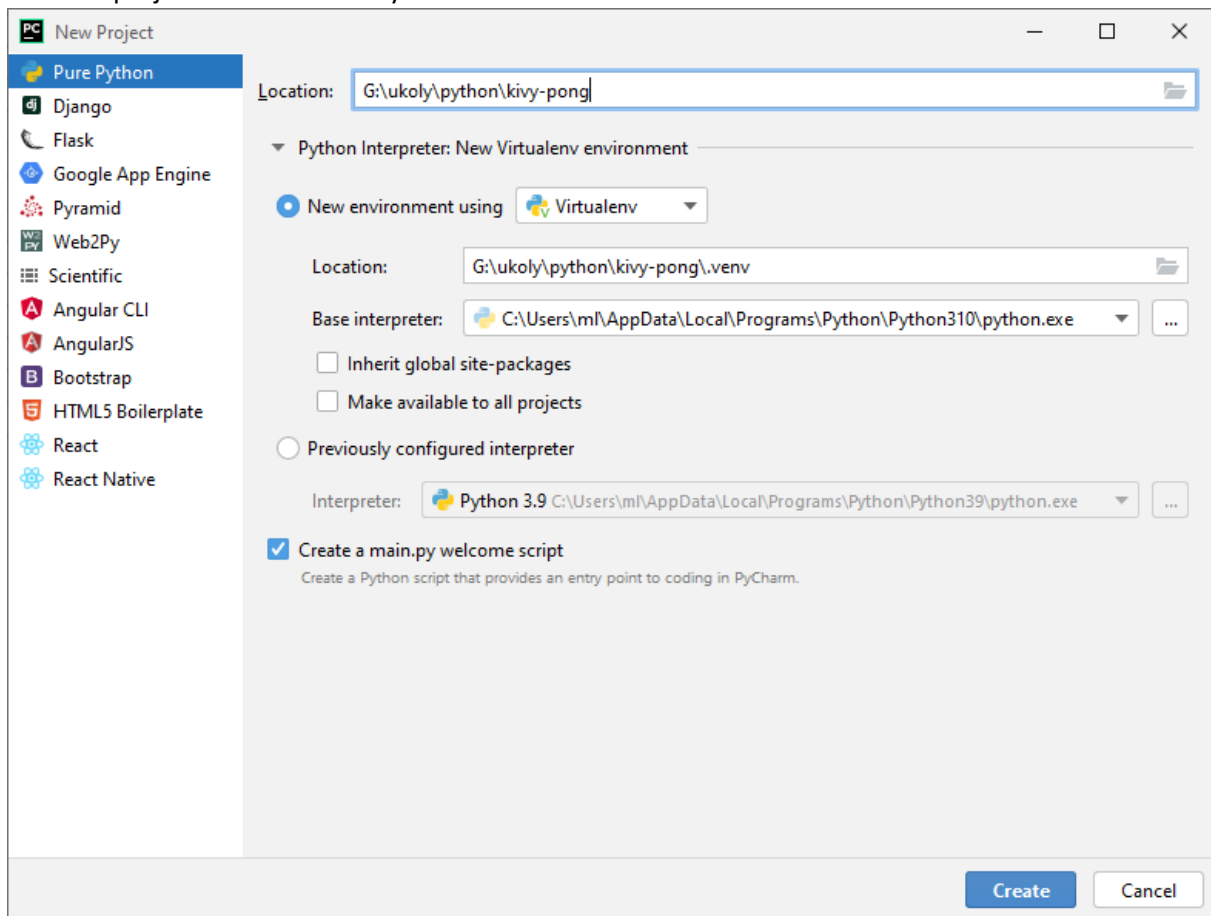 PC New Project
Pure Python
dj Django
Flask
Google App Engine
Pyramid
W2 PY Web2Py
Scientific
Angular CLI
AngularJS
B Bootstrap
5 HTML5 Boilerplate
React
React Native
Location: G:\ukoly\python\kivy-pong
Python Interpreter: New Virtualenv environment
New environment using Virtualenv
Location: G:\ukoly\python\kivy-pong\.venv
Base interpreter: C:\Users\ml\AppData\Local\Programs\Python\Python310\python.exe ...
Inherit global site-packages
Make available to all projects
Previously configured interpreter
Interpreter: Python 3.9 C:\Users\ml\AppData\Local\Programs\Python\Python39\python.exe ...
Create a main.py welcome script
Create a Python script that provides an entry point to coding in PyCharm.
Create Cancel